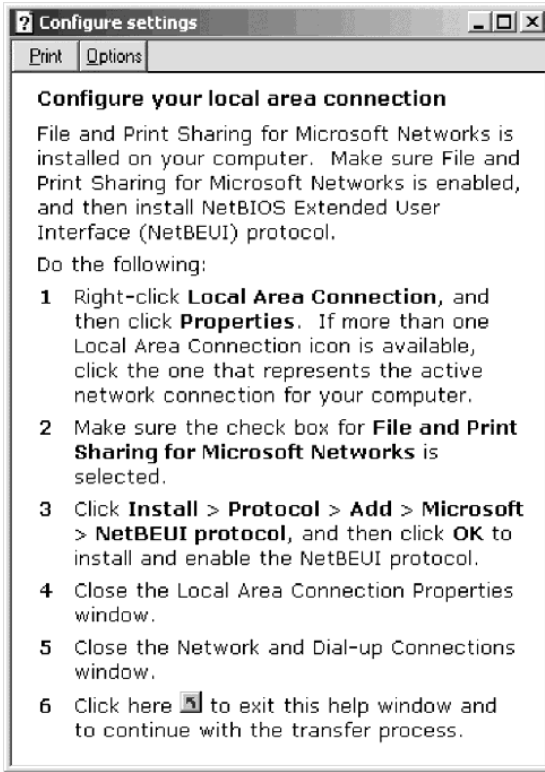 ? Configure settings
Print Options
Configure your local area connection
File and Print Sharing for Microsoft Networks is
installed on your computer. Make sure File and
Print Sharing for Microsoft Networks is enabled,
and then install NetBIOS Extended User
Interface (NetBEUI) protocol.
Do the following:
1 Right-click Local Area Connection, and
then click Properties. If more than one
Local Area Connection icon is available,
click the one that represents the active
network connection for your computer.
2 Make sure the check box for File and Print
Sharing for Microsoft Networks is
selected.
3 Click Install > Protocol > Add > Microsoft
> NetBEUI protocol, and then click OK to
install and enable the NetBEUI protocol.
4 Close the Local Area Connection Properties
window.
5 Close the Network and Dial-up Connections
window.
6 Click here to exit this help window and
to continue with the transfer process.